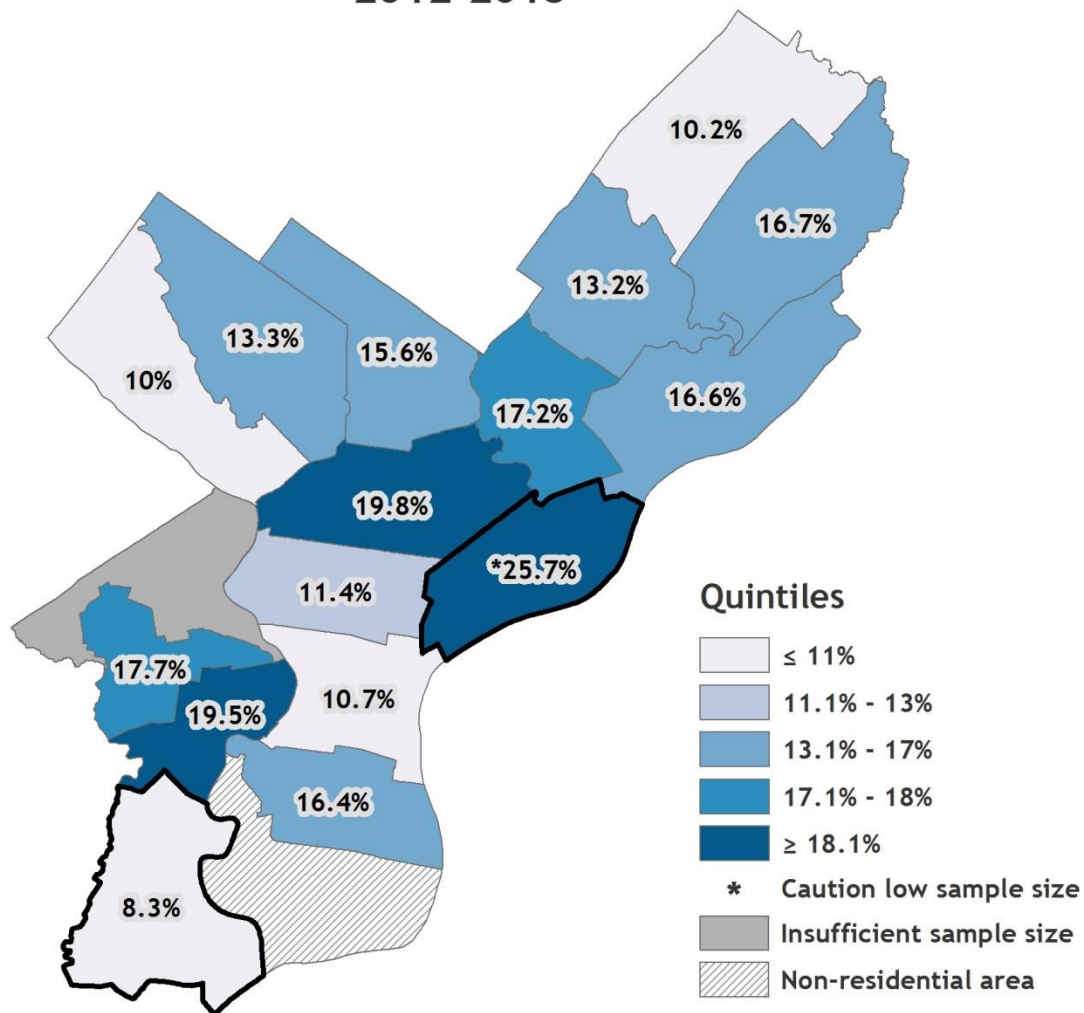 10.2%
16.7%
13.2%
13.3%
15.6%
10%
16.6%
17.2%
19.8%
*25.7%
11.4%
17.7%
10.7%
19.5%
16.4%
8.3%
Quintiles
≤ 11%
11.1% - 13%
13.1% - 17%
17.1% - 18%
≥ 18.1%
* Caution low sample size
Insufficient sample size
Non-residential area